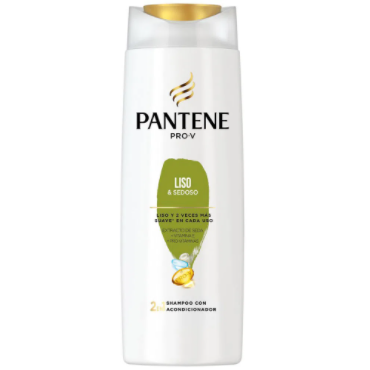 PANTENE
PRO-V
LISO
& SEDOSO
LISO Y 2 VECES MÁS
SUAVE* EN CADA USO
2en1
SHAMPOO CON
ACONDICIONADOR